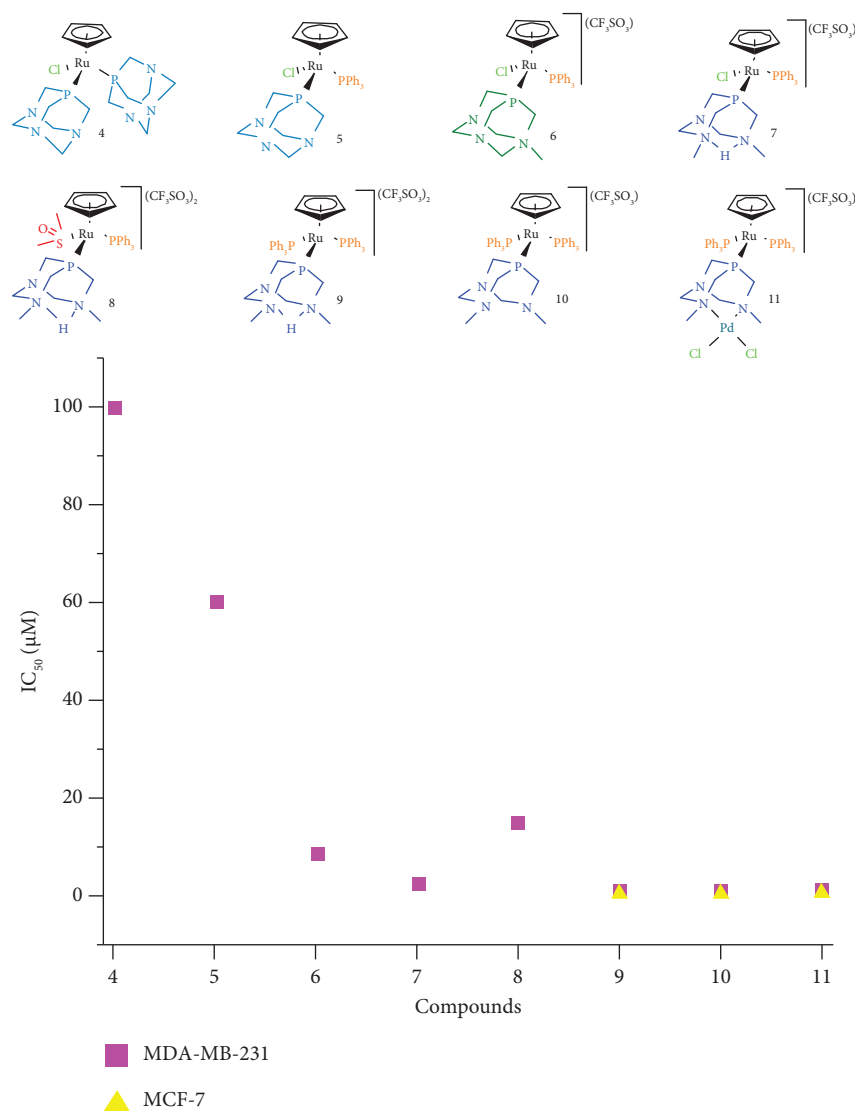 Cl
Ru
P
N
N
N
P
N
N
N
4
Cl
Ru
PPh3
P
N
N
N
5
(CF3SO3)
Cl
Ru
PPh3
P
N
N
N
6
(CF3SO3)
Cl
Ru
PPh3
P
N
N
N
H
7
(CF3SO3)2
O
S
Ru
PPh3
P
N
N
N
H
8
(CF3SO3)2
Ph3P
Ru
PPh3
P
N
N
N
H
9
(CF3SO3)
Ph3P
Ru
PPh3
P
N
N
N
10
(CF3SO3)
Ph3P
Ru
PPh3
P
N
N
N
Pd
Cl
Cl
11
100
80
60
40
20
0
IC50 (μM)
4 5 6 7 8 9 10 11
Compounds
MDA-MB-231
MCF-7